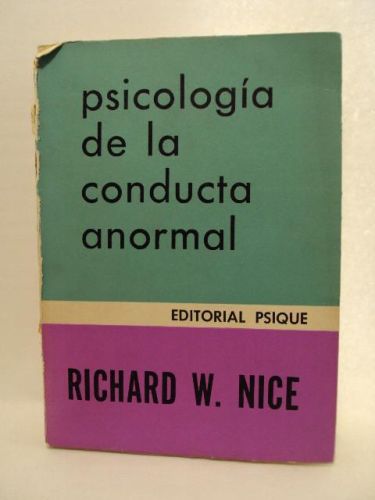 psicología
de la
conducta
anormal
EDITORIAL PSIQUE
RICHARD W. NICE